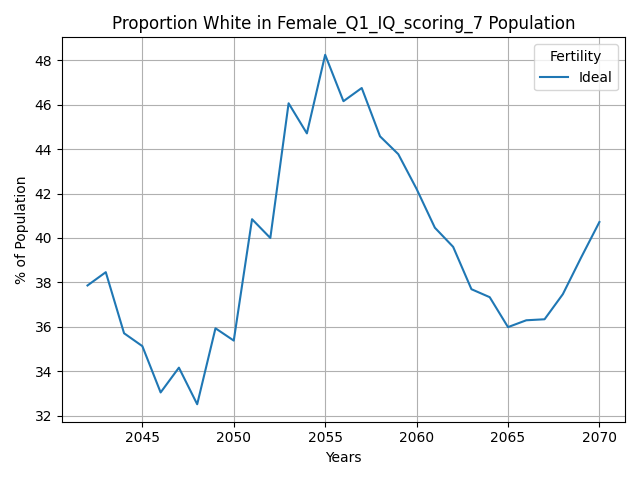 Proportion White in Female_Q1_IQ_scoring_7 Population
Fertility
Ideal
48
46
44
42
40
38
36
34
32
% of Population
2045 2050 2055 2060 2065 2070
Years